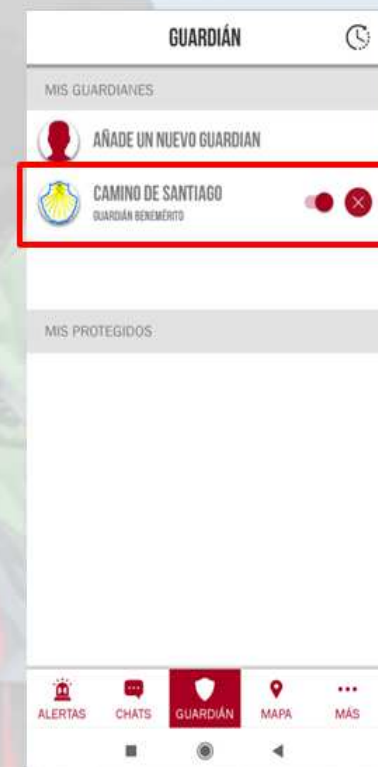 GUARDIÁN
MIS GUARDIANES
AÑADE UN NUEVO GUARDIAN
CAMINO DE SANTIAGO
GUARDIÁN BENEMÉRITO
MIS PROTEGIDOS
ALERTAS CHATS GUARDIÁN MAPA MÁS